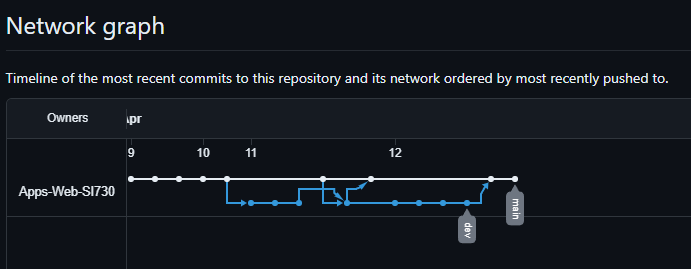 Network graph
Timeline of the most recent commits to this repository and its network ordered by most recently pushed to.
Owners
Apr
9 10 11 12
Apps-Web-SI730
dev
main